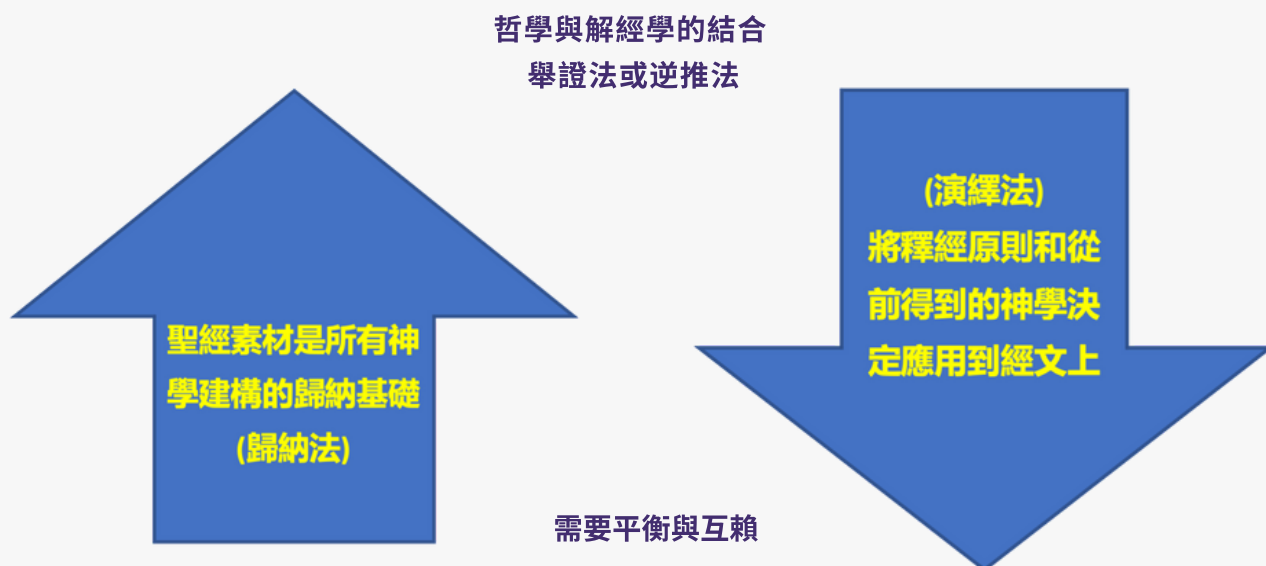 哲學與解經學的結合
舉證法或逆推法
聖經素材是所有神
學建構的歸納基礎
(歸納法)
(演繹法)
將釋經原則和從
前得到的神學決
定應用到經文上
需要平衡與互賴